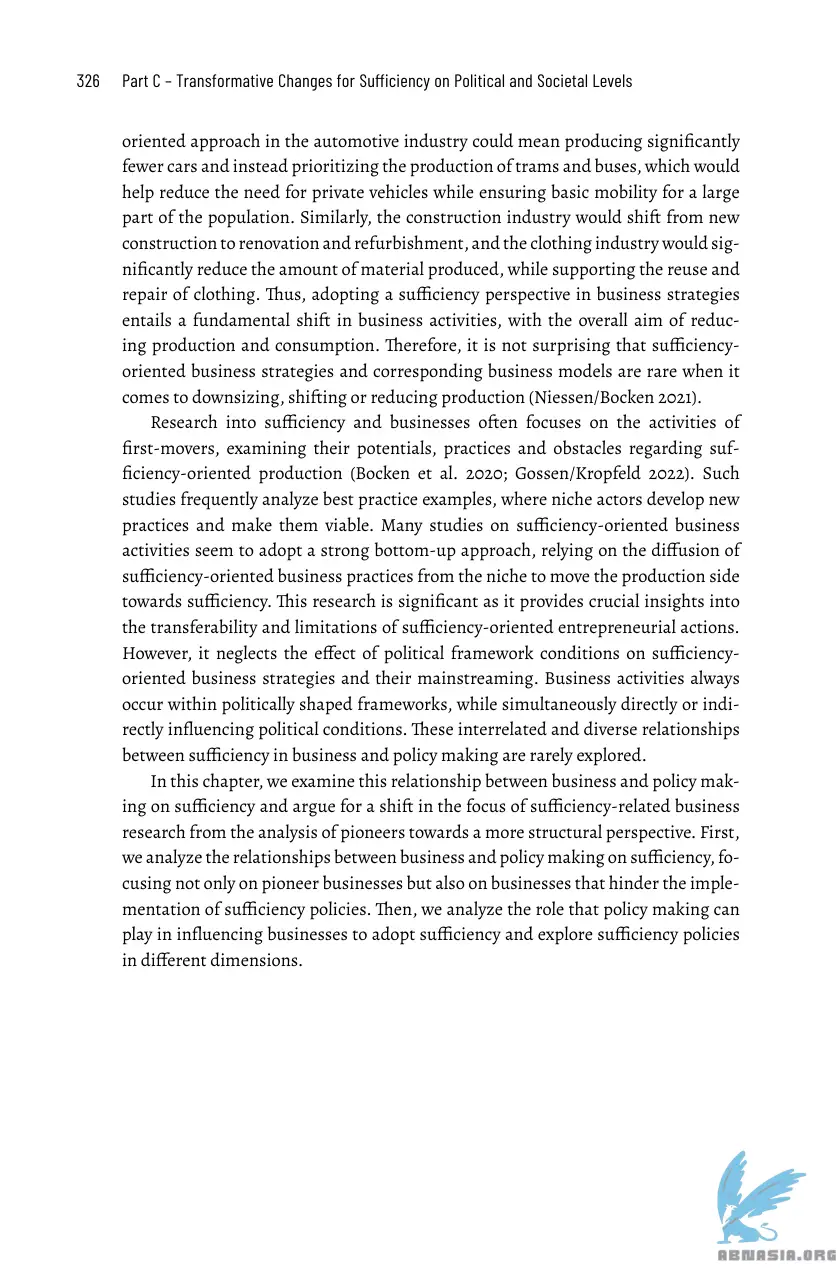 326 Part C – Transformative Changes for Sufficiency on Political and Societal Levels
oriented approach in the automotive industry could mean producing significantly
fewer cars and instead prioritizing the production of trams and buses, which would
help reduce the need for private vehicles while ensuring basic mobility for a large
part of the population. Similarly, the construction industry would shift from new
construction to renovation and refurbishment, and the clothing industry would sig-
nificantly reduce the amount of material produced, while supporting the reuse and
repair of clothing. Thus, adopting a sufficiency perspective in business strategies
entails a fundamental shift in business activities, with the overall aim of reduc-
ing production and consumption. Therefore, it is not surprising that sufficiency-
oriented business strategies and corresponding business models are rare when it
comes to downsizing, shifting or reducing production (Niessen/Bocken 2021).
Research into sufficiency and businesses often focuses on the activities of
first-movers, examining their potentials, practices and obstacles regarding suf-
ficiency-oriented production (Bocken et al. 2020; Gossen/Kropfeld 2022). Such
studies frequently analyze best practice examples, where niche actors develop new
practices and make them viable. Many studies on sufficiency-oriented business
activities seem to adopt a strong bottom-up approach, relying on the diffusion of
sufficiency-oriented business practices from the niche to move the production side
towards sufficiency. This research is significant as it provides crucial insights into
the transferability and limitations of sufficiency-oriented entrepreneurial actions.
However, it neglects the effect of political framework conditions on sufficiency-
oriented business strategies and their mainstreaming. Business activities always
occur within politically shaped frameworks, while simultaneously directly or indi-
rectly influencing political conditions. These interrelated and diverse relationships
between sufficiency in business and policy making are rarely explored.
In this chapter, we examine this relationship between business and policy mak-
ing on sufficiency and argue for a shift in the focus of sufficiency-related business
research from the analysis of pioneers towards a more structural perspective. First,
we analyze the relationships between business and policy making on sufficiency, fo-
cusing not only on pioneer businesses but also on businesses that hinder the imple-
mentation of sufficiency policies. Then, we analyze the role that policy making can
play in influencing businesses to adopt sufficiency and explore sufficiency policies
in different dimensions.
ABNASIA.ORG